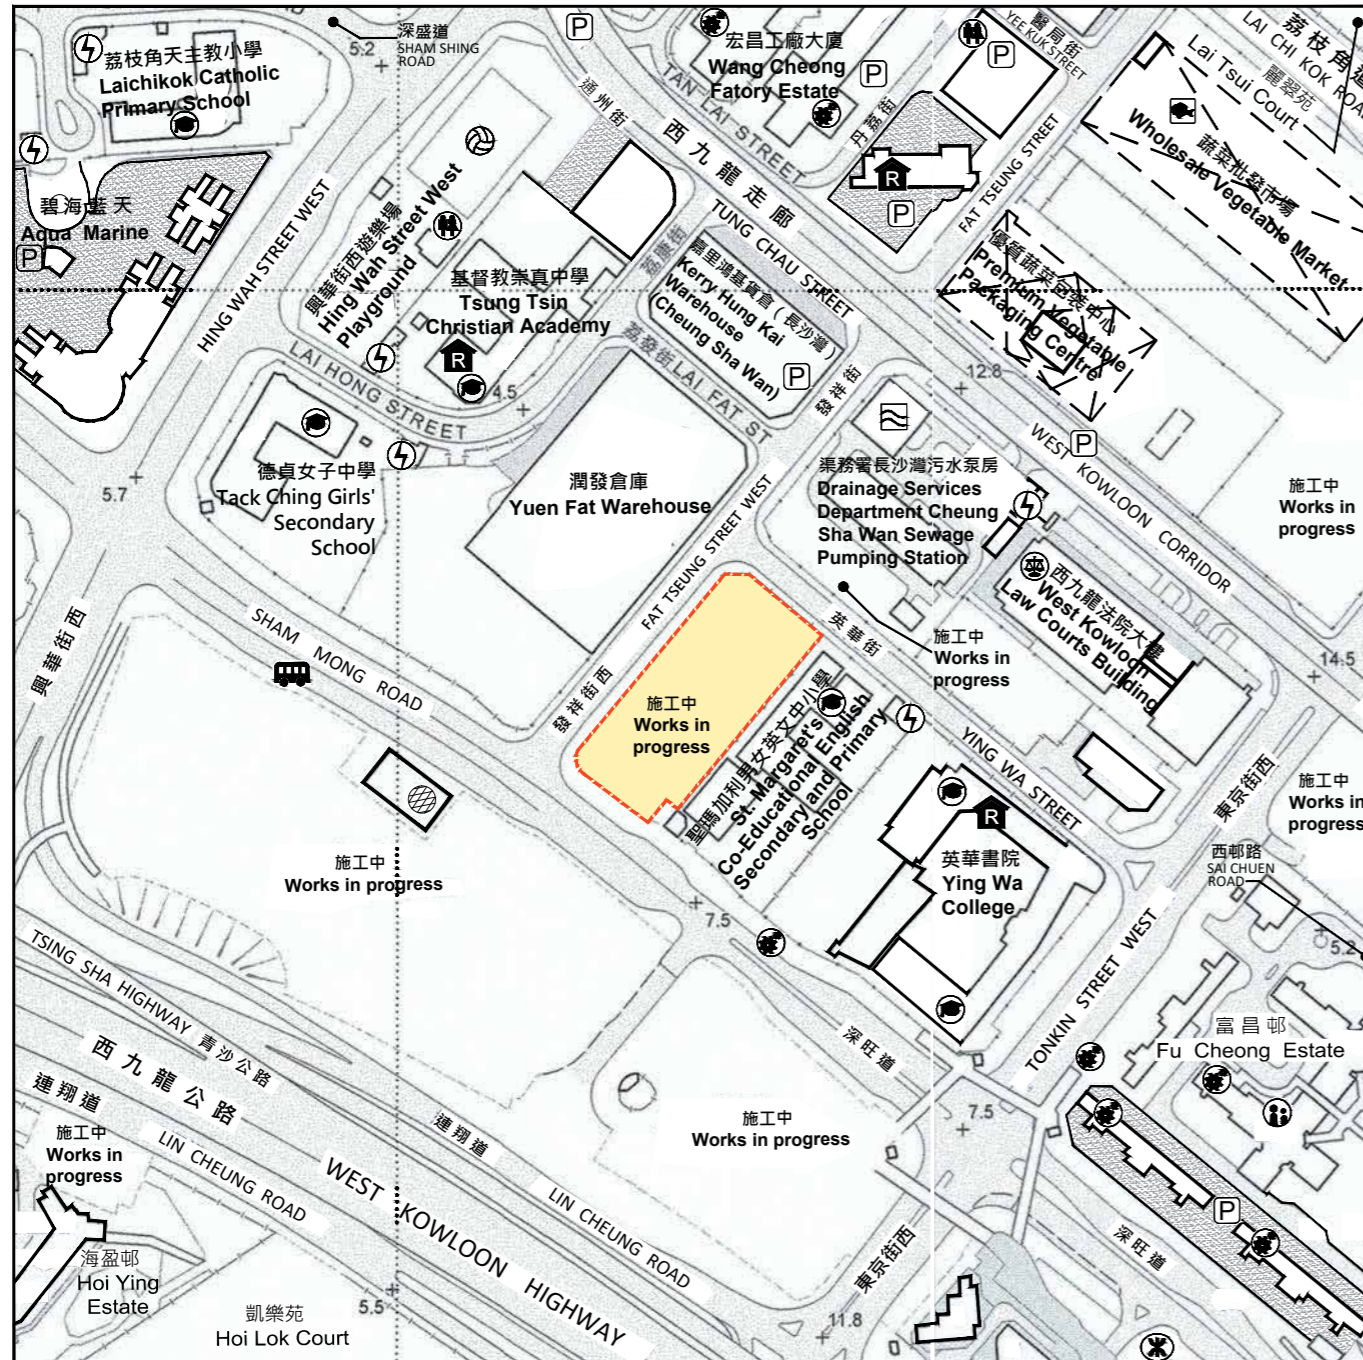 深盛道
SHAM SHING
ROAD
5.2
荔枝角天主教小學
Laichikok Catholic
Primary School
P
宏昌工廠大廈
Wang Cheong
Fatory Estate
P
醫局街
YEE KUK STREET
P
LAI CHI KOK ROAD
麗翠苑
Lai Tsui Court
蔬菜批發市場
Wholesale Vegetable Market
通州街
TAN LAI STREET
丹荔街
西九龍走廊
FAT TSEUNG STREET
R
P
碧海藍天
Aqua Marine
P
HING WAH STREET WEST
興華街西遊樂場
Hing Wah Street West
Playground
基督教崇真中學
Tsung Tsin
Christian Academy
R
4.5
荔康街
TUNG CHAU STREET
嘉里鴻基貨倉(長沙灣)
Kerry Hung Kai
Warehouse
(Cheung Sha Wan)
P
優質蔬菜包裝中心
Premium Vegetable
Packaging Centre
12.8
LAI HONG STREET
荔發街 LAI FAT ST
發祥街
德貞女子中學
Tack Ching Girls'
Secondary
School
5.7
潤發倉庫
Yuen Fat Warehouse
渠務署長沙灣污水泵房
Drainage Services
Department Cheung
Sha Wan Sewage
Pumping Station
P
WEST KOWLOON CORRIDOR
施工中
Works in
progress
FAT TSEUNG STREET WEST
西九龍法院大樓
West Kowloon
Law Courts Building
興華街西
SHAM MONG ROAD
發祥街西
英華街
施工中
Works in
progress
14.5
施工中
Works in
progress
聖瑪加利男女英文中小學
St. Margaret's
Co-Educational English
Secondary and Primary
School
YING WA STREET
東京街西
施工中
Works in
progress
西邨路
SAI CHUEN
ROAD
施工中
Works in progress
R
英華書院
Ying Wa
College
7.5
5.2
TSING SHA HIGHWAY 青沙公路
TONKIN STREET WEST
深旺道
富昌邨
Fu Cheong Estate
西九龍公路
連翔道
施工中
Works in
progress
LIN CHEUNG ROAD
連翔道
施工中
Works in progress
7.5
WEST KOWLOON HIGHWAY
LIN CHEUNG ROAD
東京街西
P
深旺道
海盈邨
Hoi Ying
Estate
凱樂苑
Hoi Lok Court
5.5
11.8